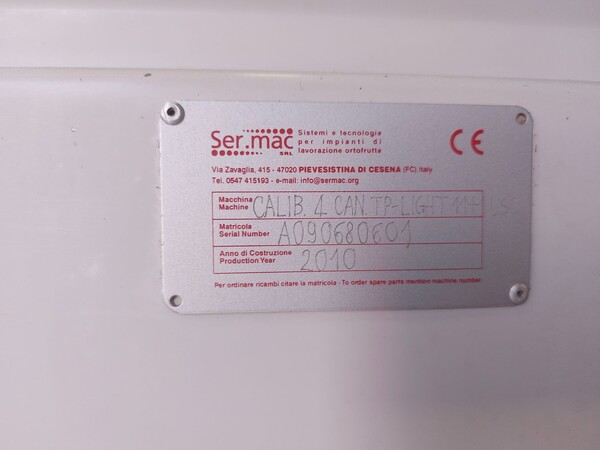 Ser.mac
SRL
Sistemi e tecnologia
per impianti di
lavorazione ortofrutta
CE
Via Zavaglia, 415 - 47020 PIEVESISTINA DI CESENA (FC) Italy
Tel. 0547 415193 - e-mail: info@sermac.org
Macchina
Machine
CALIB. 4 CAN. TP-LIGHT 11+
Matricola
Serial Number
A090680601
Anno di Costruzione
Production Year
2010
Per ordinare ricambi citare la matricola - To order spare parts mention machine number